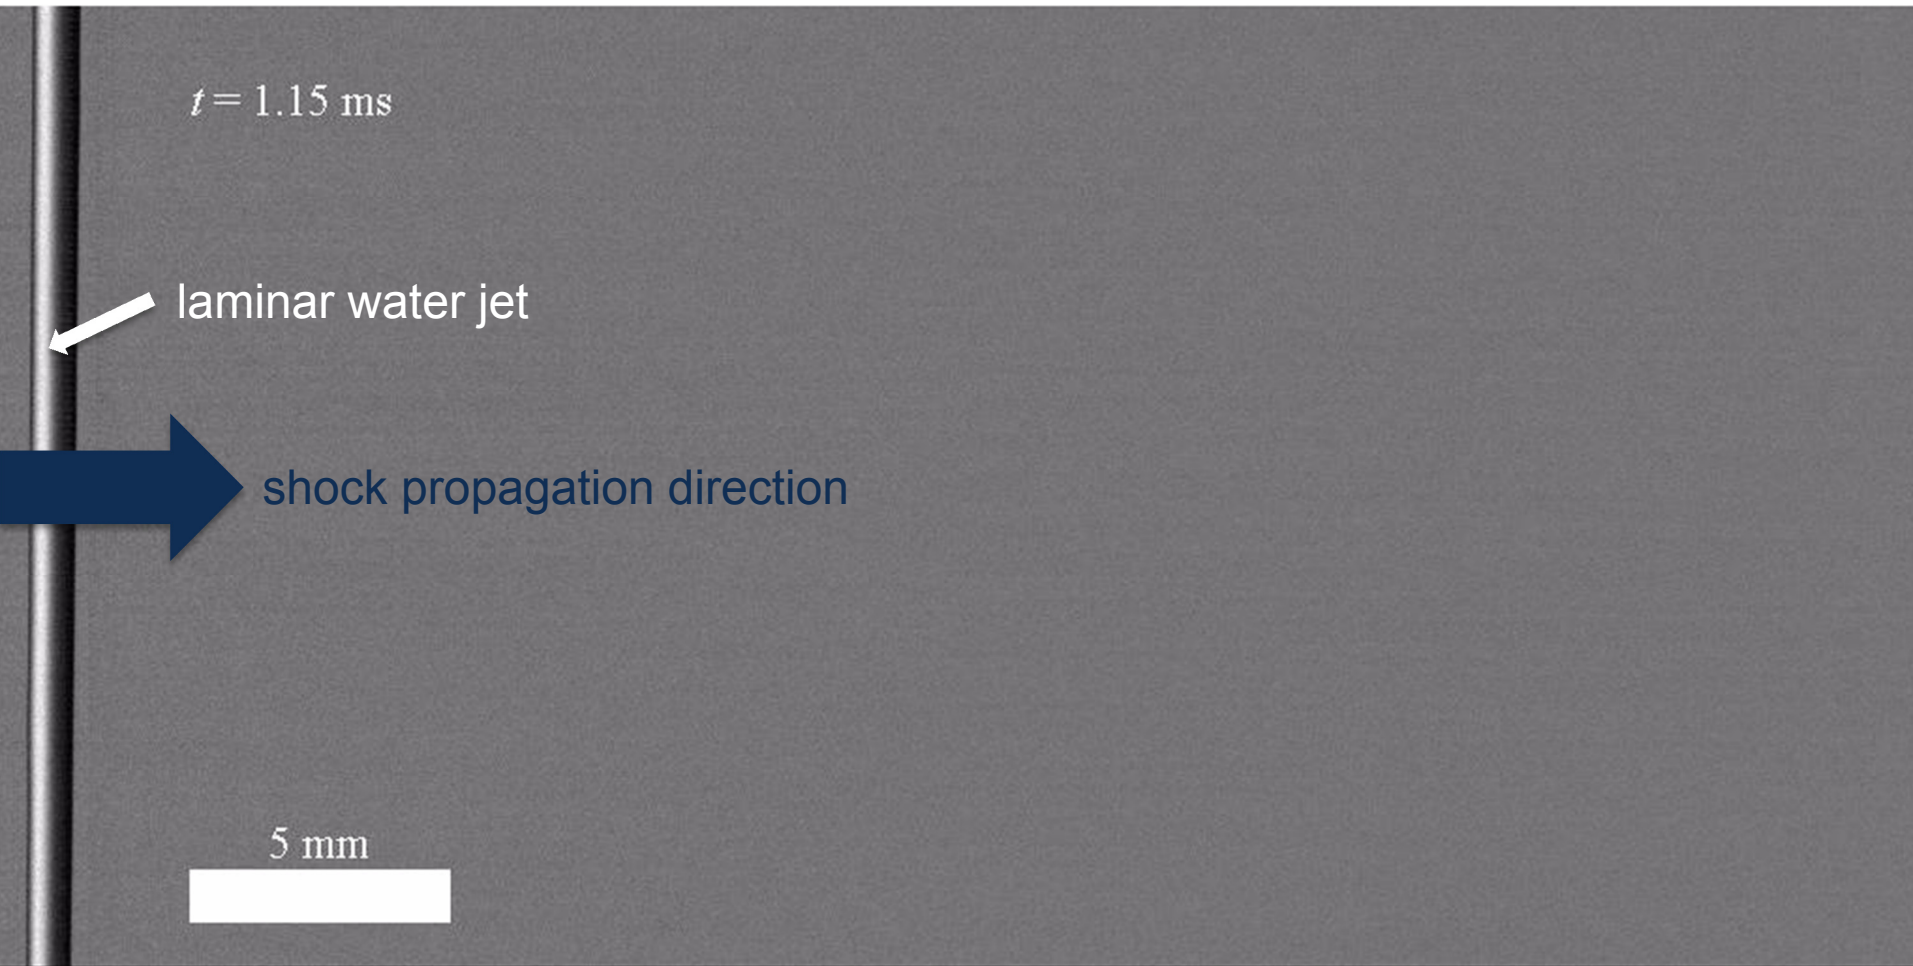 t = 1.15 ms
laminar water jet
shock propagation direction
5 mm